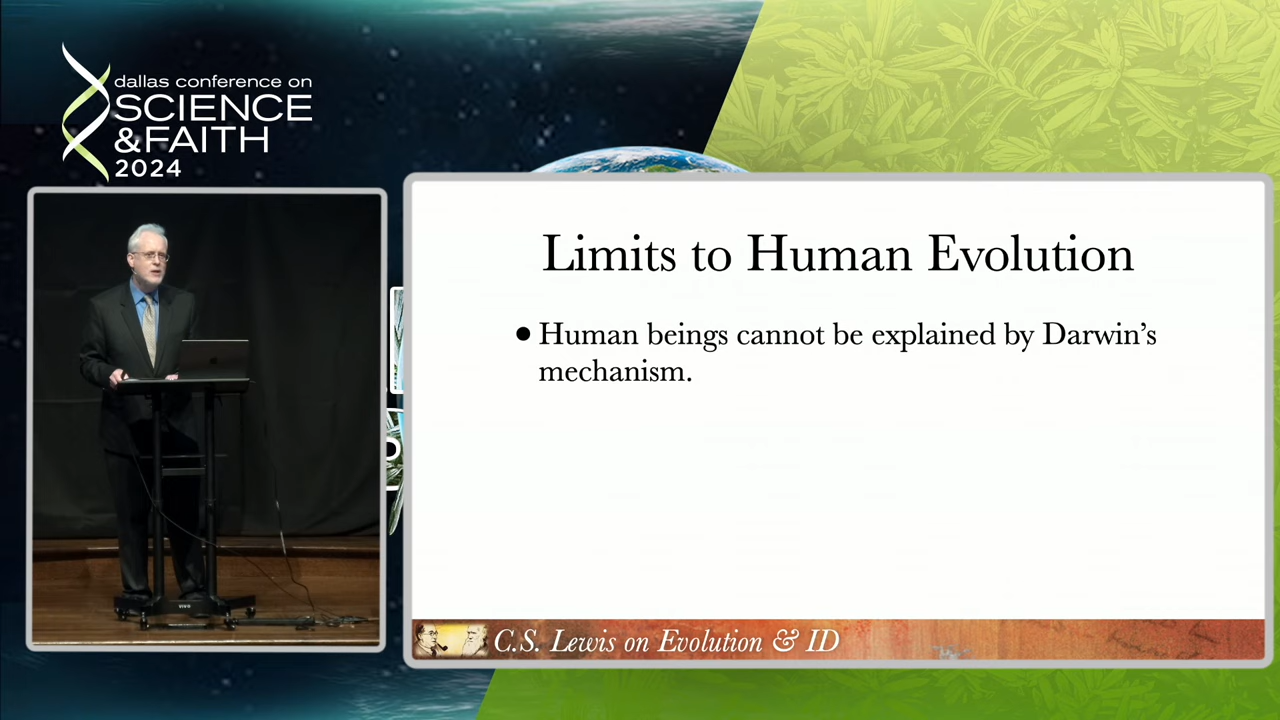 dallas conference on
SCIENCE
&FAITH
2024
Limits to Human Evolution
● Human beings cannot be explained by Darwin's
mechanism.
C.S. Lewis on Evolution & ID
VIVO